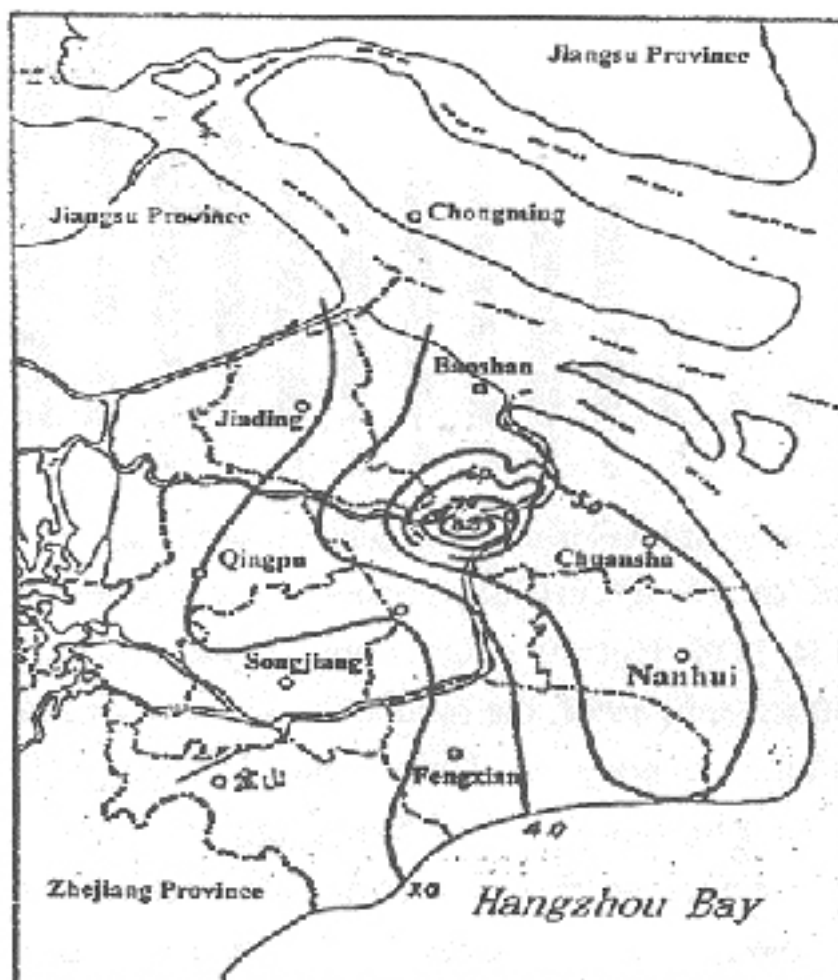 Jiangsu Province
Jiangsu Province
Chongming
Baoshan
Jiading
50
Qingpu
Chuansha
Songjiang
Nanhui
Fengxian
金山
40
Zhejiang Province
Hangzhou Bay